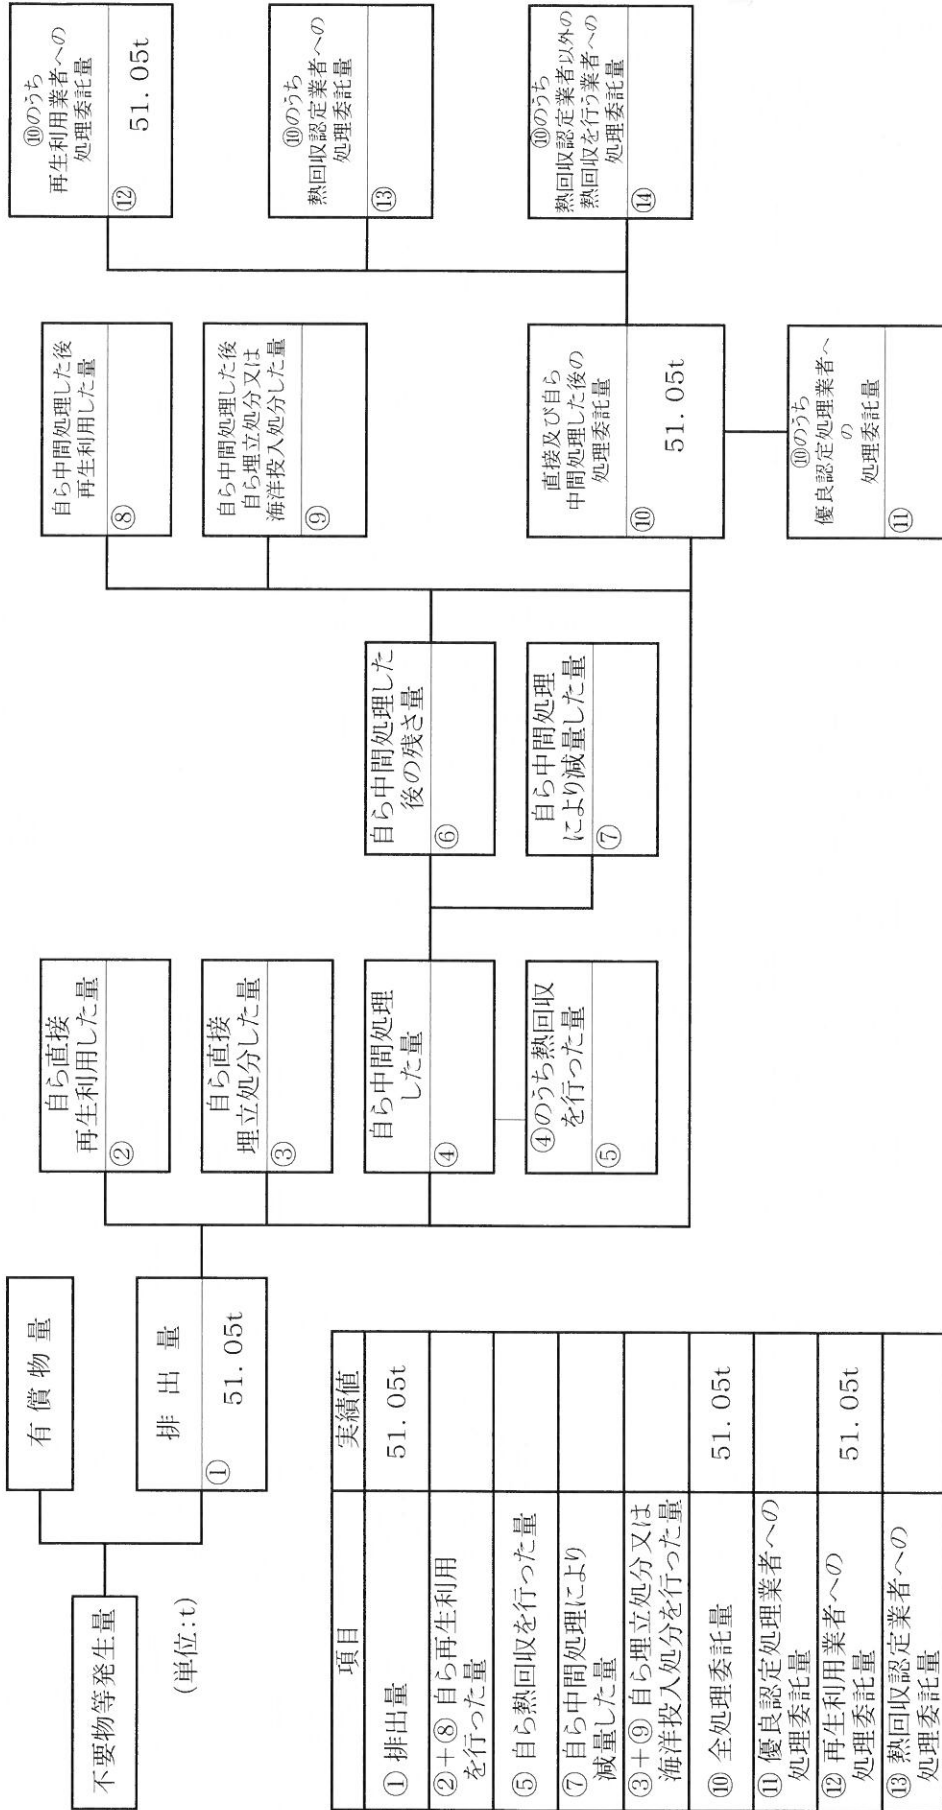 不要物等発生量
(単位:t)
有償物量
排出量
①
51.05t
自ら直接
再生利用した量
②
自ら直接
埋立処分した量
③
自ら中間処理
した量
④
④のうち熱回収
を行った量
⑤
自ら中間処理した
後の残さ量
⑥
自ら中間処理
により減量した量
⑦
自ら中間処理した後
再生利用した量
⑧
自ら中間処理した後
自ら埋立処分又は
海洋投入処分した量
⑨
直接及び自ら
中間処理した後の
処理委託量
⑩
51.05t
⑩のうち
優良認定処理業者へ
の
処理委託量
⑪
⑩のうち
再生利用業者への
処理委託量
⑫
51.05t
⑩のうち
熱回収認定業者への
処理委託量
⑬
⑩のうち
熱回収認定業者以外の
熱回収を行う業者への
処理委託量
⑭
項目 実績値
① 排出量 51.05t
②+⑧ 自ら再生利用
を行った量
⑤ 自ら熱回収を行った量
⑦ 自ら中間処理により
減量した量
③+⑨ 自ら埋立処分又は
海洋投入処分を行った量
⑩ 全処理委託量 51.05t
⑪ 優良認定処理業者への
処理委託量
⑫ 再生利用業者への
処理委託量 51.05t
⑬ 熱回収認定業者への
処理委託量